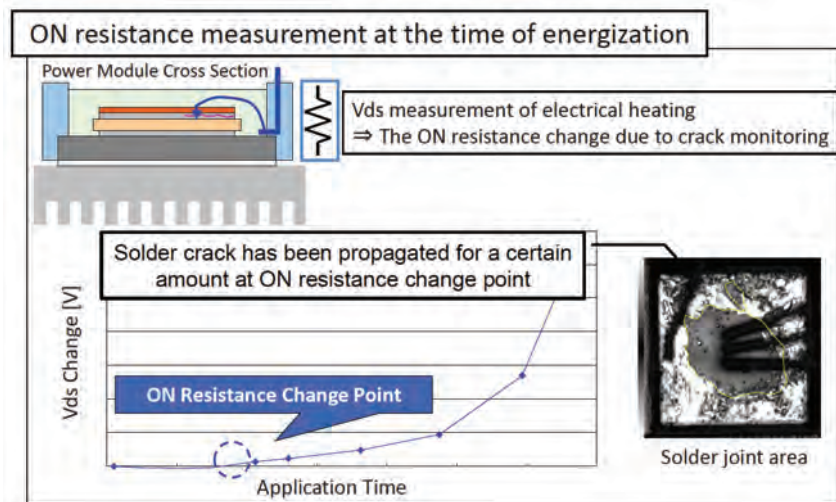 ON resistance measurement at the time of energization
Power Module Cross Section
Vds measurement of electrical heating
⇒ The ON resistance change due to crack monitoring
Solder crack has been propagated for a certain
amount at ON resistance change point
Vds Change [V]
ON Resistance Change Point
Application Time
Solder joint area